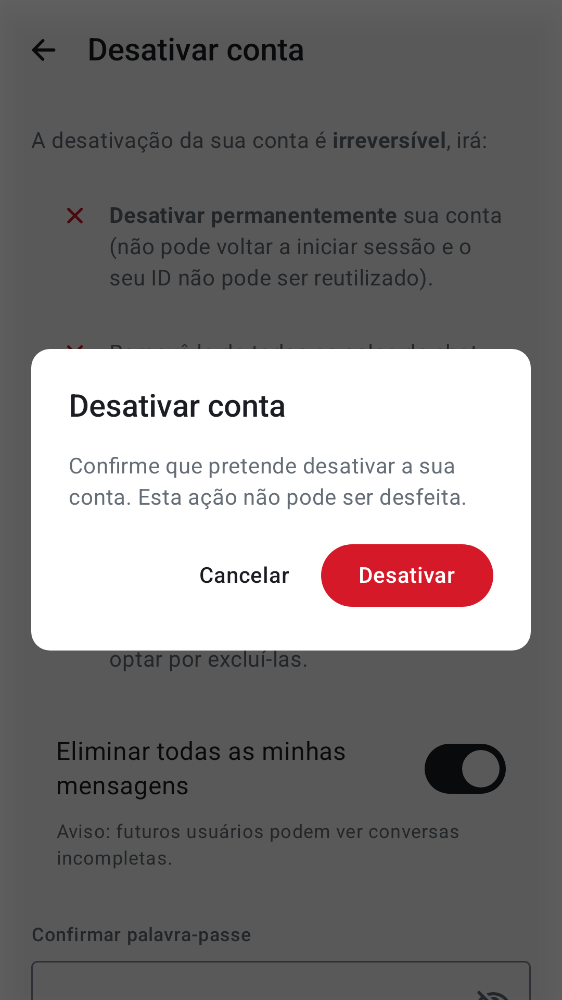 Desativar conta
A desativação da sua conta é irreversível, irá:
Desativar permanentemente sua conta
(não pode voltar a iniciar sessão e o
seu ID não pode ser reutilizado).
Desativar conta
Confirme que pretende desativar a sua
conta. Esta ação não pode ser desfeita.
Cancelar
Desativar
optar por excluí-las.
Eliminar todas as minhas
mensagens
Aviso: futuros usuários podem ver conversas
incompletas.
Confirmar palavra-passe